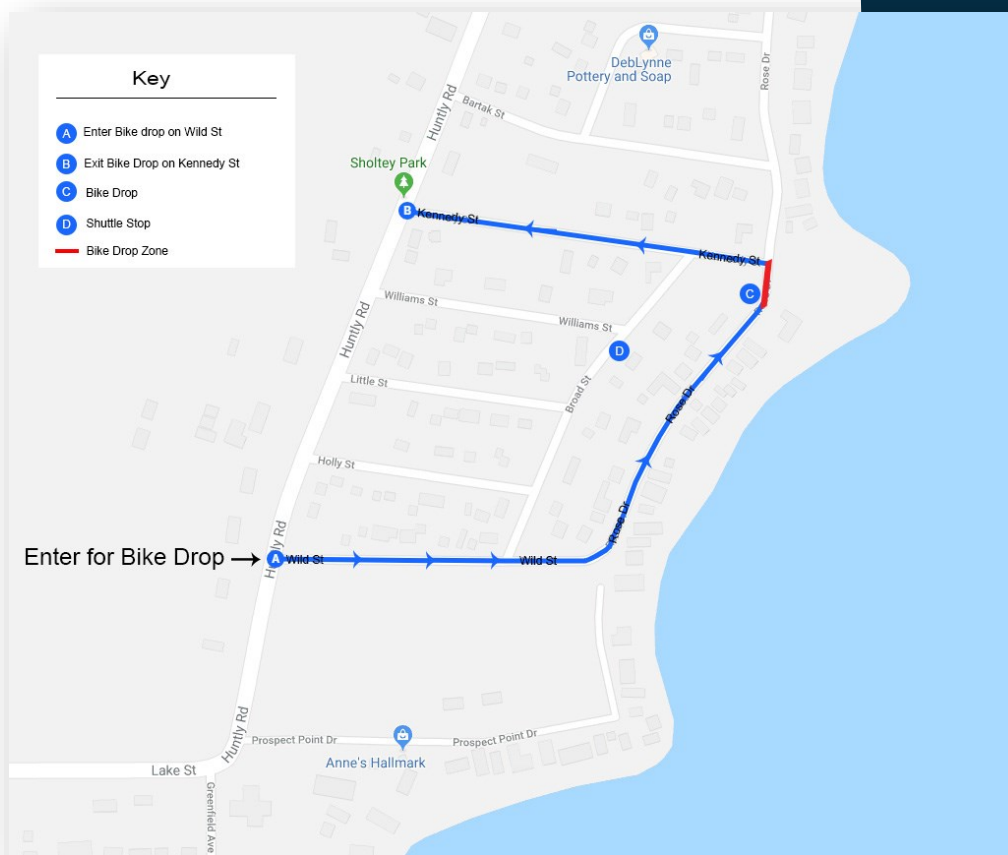 Key
A Enter Bike drop on Wild St
B Exit Bike Drop on Kennedy St
C Bike Drop
D Shuttle Stop
Bike Drop Zone
DebLynne
Pottery and Soap
Rose Dr
Huntly Rd
Bartak St
Sholtey Park
B
Kennedy St
Kennedy St
C
Williams St
Williams St
Huntly Rd
D
Little St
Broad St
Rose Dr
Holly St
Rose Dr
Huntly Rd
Enter for Bike Drop
A
Wild St
Wild St
Huntly Rd
Prospect Point Dr
Prospect Point Dr
Anne's Hallmark
Lake St
Greenfield Ave